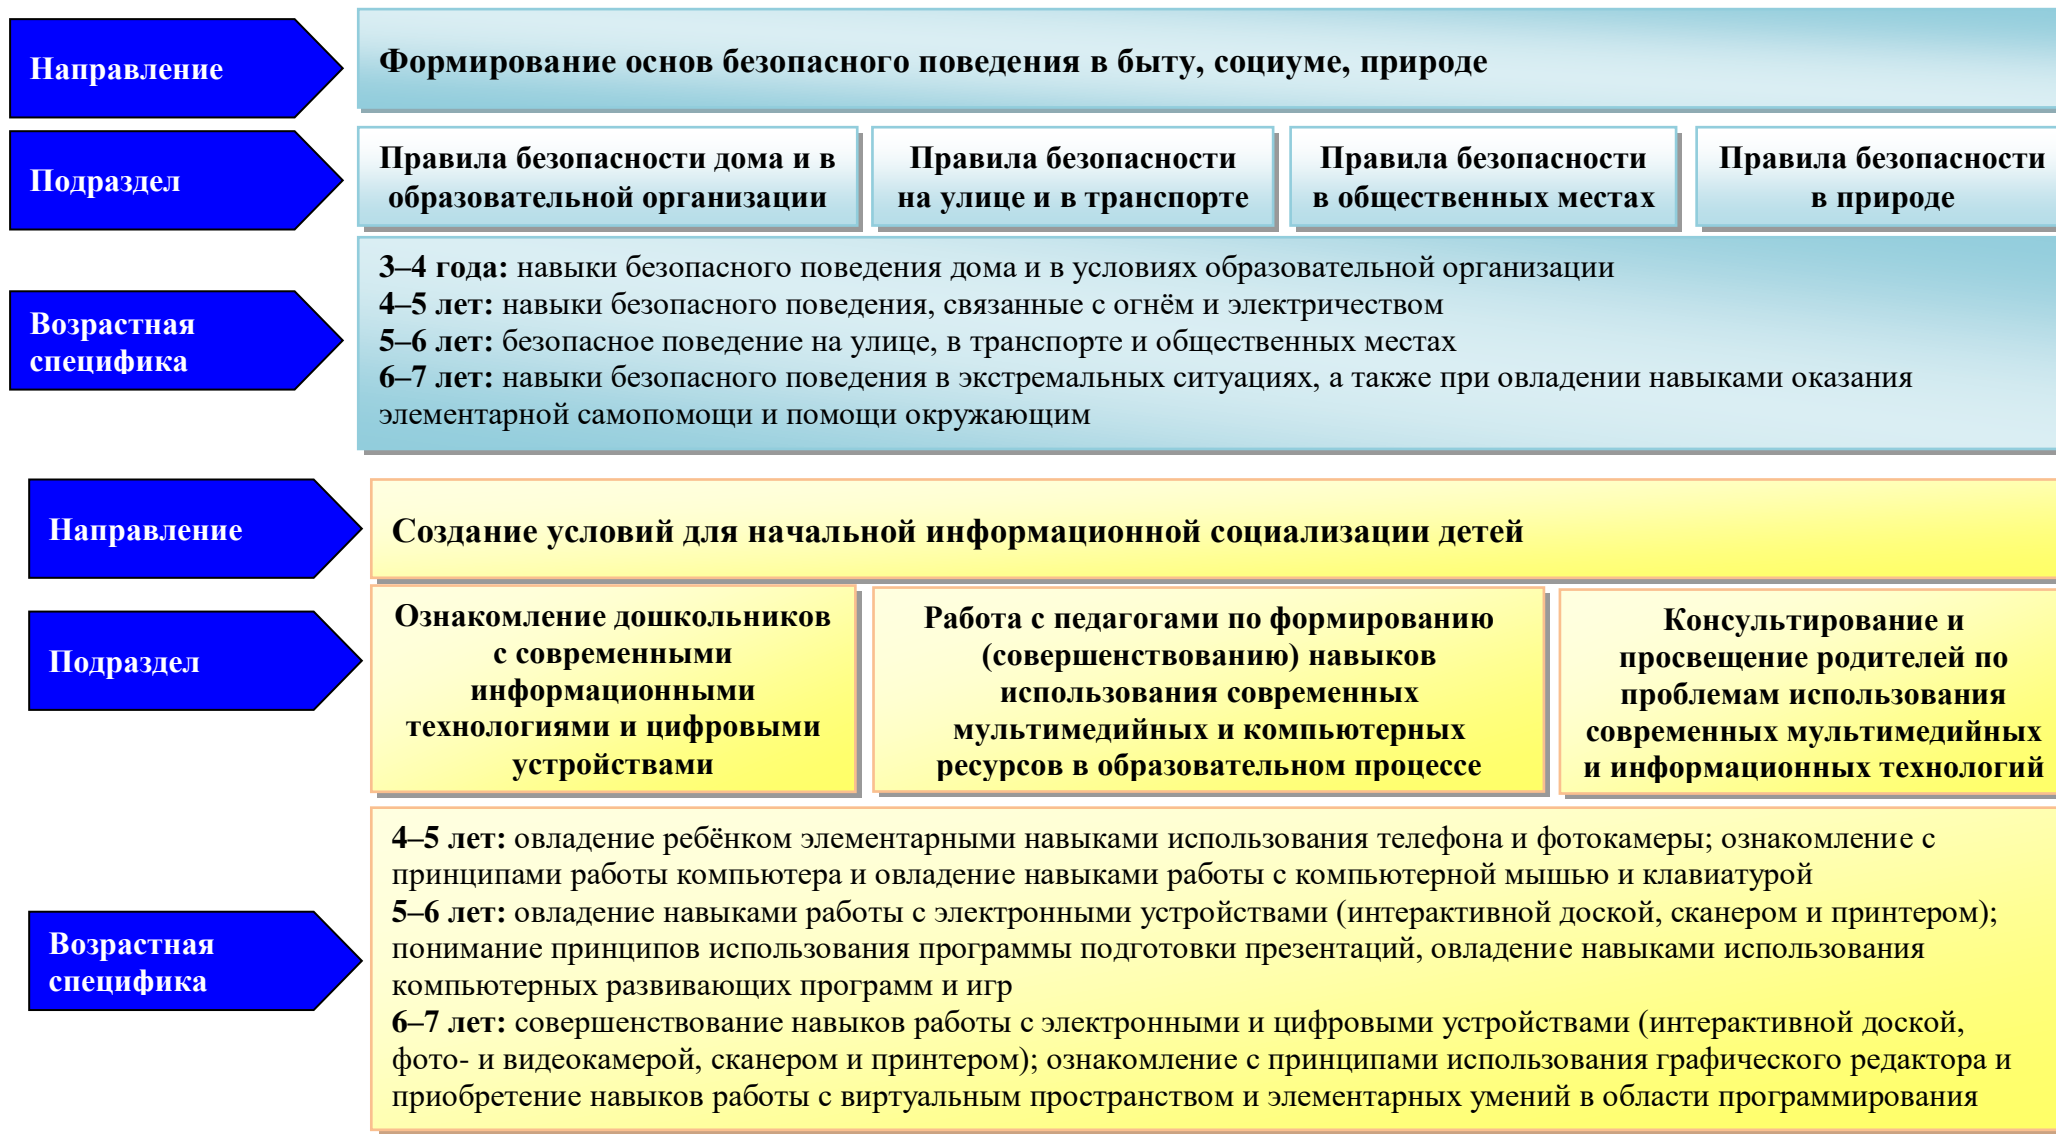 Направление
Формирование основ безопасного поведения в быту, социуме, природе
Подраздел
Правила безопасности дома и в
образовательной организации
Правила безопасности
на улице и в транспорте
Правила безопасности
в общественных местах
Правила безопасности
в природе
Возрастная
специфика
3–4 года: навыки безопасного поведения дома и в условиях образовательной организации
4–5 лет: навыки безопасного поведения, связанные с огнём и электричеством
5–6 лет: безопасное поведение на улице, в транспорте и общественных местах
6–7 лет: навыки безопасного поведения в экстремальных ситуациях, а также при овладении навыками оказания
элементарной самопомощи и помощи окружающим
Направление
Создание условий для начальной информационной социализации детей
Подраздел
Ознакомление дошкольников
с современными
информационными
технологиями и цифровыми
устройствами
Работа с педагогами по формированию
(совершенствованию) навыков
использования современных
мультимедийных и компьютерных
ресурсов в образовательном процессе
Консультирование и
просвещение родителей по
проблемам использования
современных мультимедийных
и информационных технологий
Возрастная
специфика
4–5 лет: овладение ребёнком элементарными навыками использования телефона и фотокамеры; ознакомление с
принципами работы компьютера и овладение навыками работы с компьютерной мышью и клавиатурой
5–6 лет: овладение навыками работы с электронными устройствами (интерактивной доской, сканером и принтером);
понимание принципов использования программы подготовки презентаций, овладение навыками использования
компьютерных развивающих программ и игр
6–7 лет: совершенствование навыков работы с электронными и цифровыми устройствами (интерактивной доской,
фото- и видеокамерой, сканером и принтером); ознакомление с принципами использования графического редактора и
приобретение навыков работы с виртуальным пространством и элементарных умений в области программирования